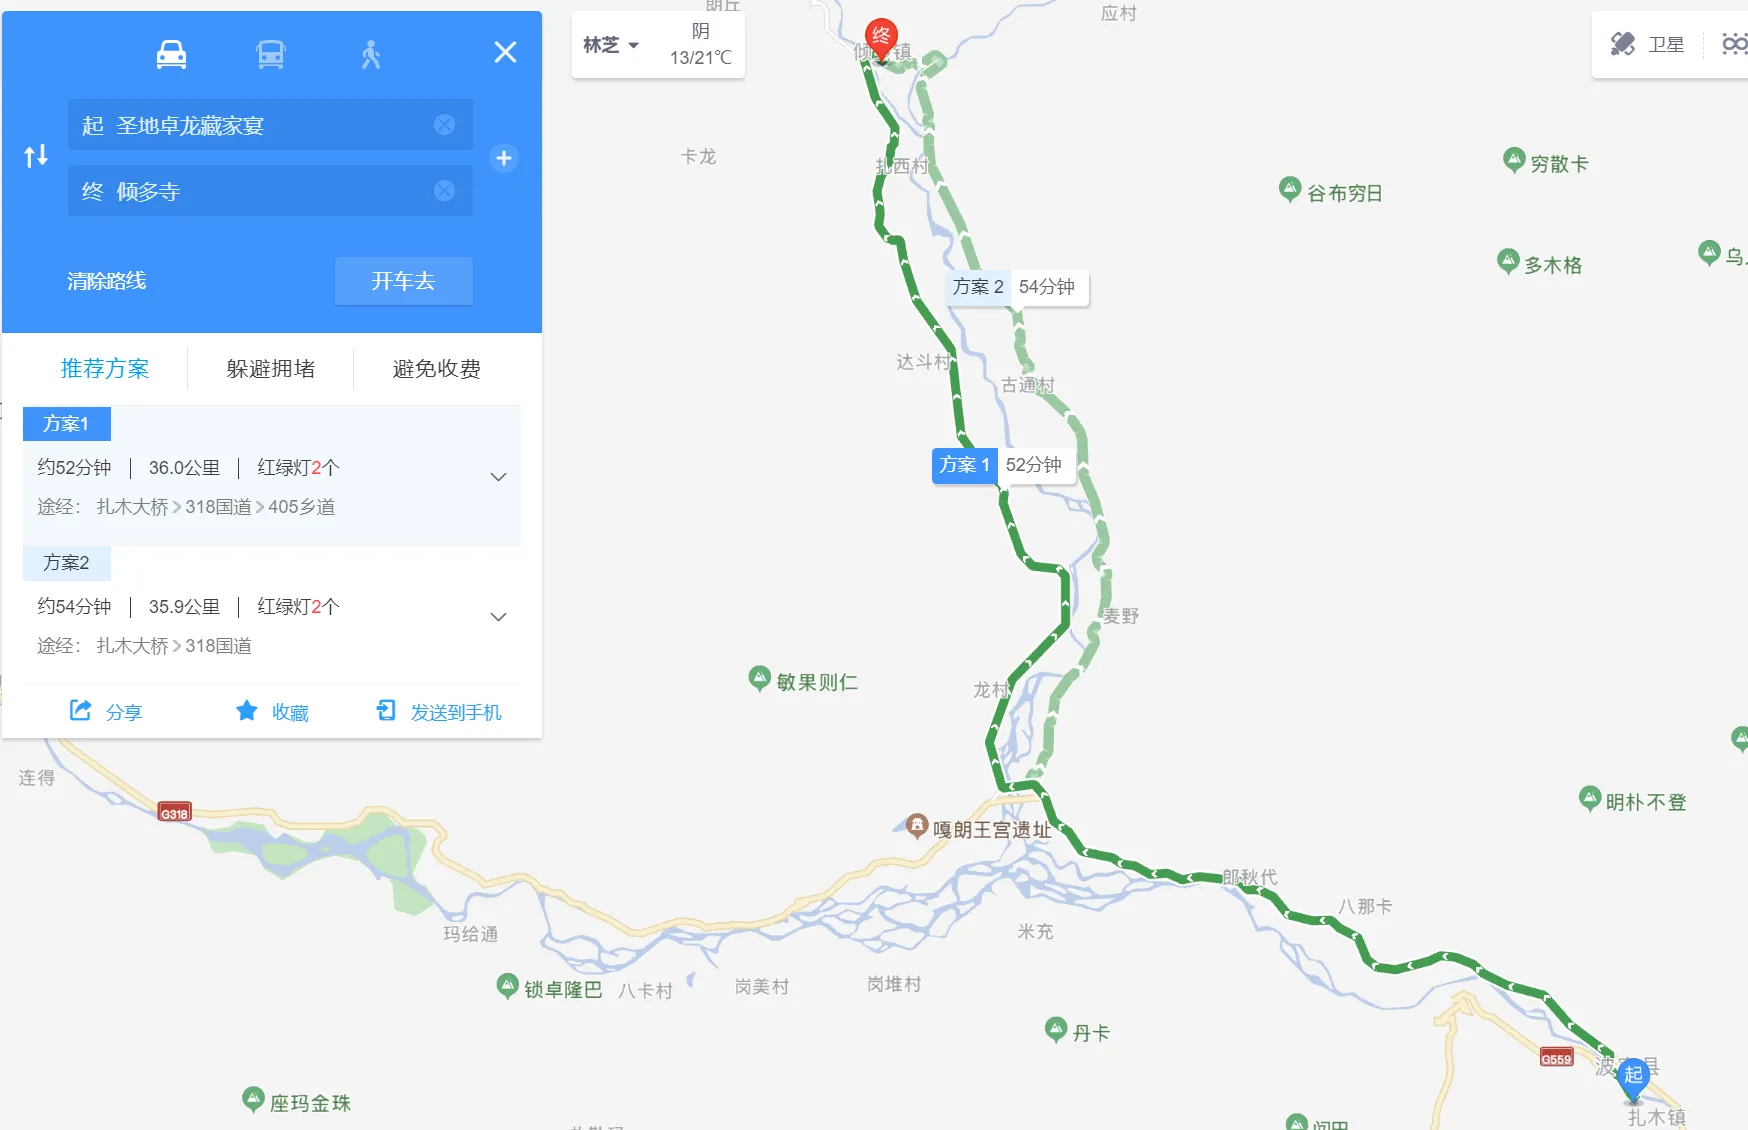 起 圣地卓龙藏家宴
终 倾多寺
清除路线
开车去
推荐方案
躲避拥堵
避免收费
方案1
约52分钟 | 36.0公里 | 红绿灯2个
途经： 扎木大桥 > 318国道 > 405乡道
方案2
约54分钟 | 35.9公里 | 红绿灯2个
途经： 扎木大桥 > 318国道
分享
收藏
发送到手机
林芝
阴
13/21℃
卫星
应村
终
卡龙
扎西村
穷散卡
谷布穷日
多木格
方案 2 54分钟
达斗村
古通村
方案 1 52分钟
麦野
敏果则仁
龙村
连得
G318
明朴不登
嘎朗王宫遗址
郎秋代
八那卡
玛给通
米充
锁卓隆巴
八卡村
岗美村
岗堆村
丹卡
G559
起
扎木镇
座玛金珠